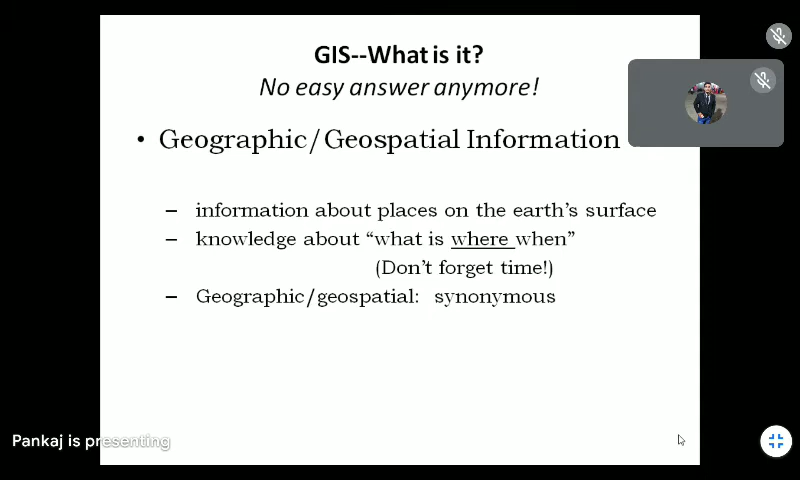 GIS--What is it?
No easy answer anymore!
• Geographic/Geospatial Information
– information about places on the earth’s surface
– knowledge about “what is where when”
(Don’t forget time!)
– Geographic/geospatial: synonymous
Pankaj is presenting